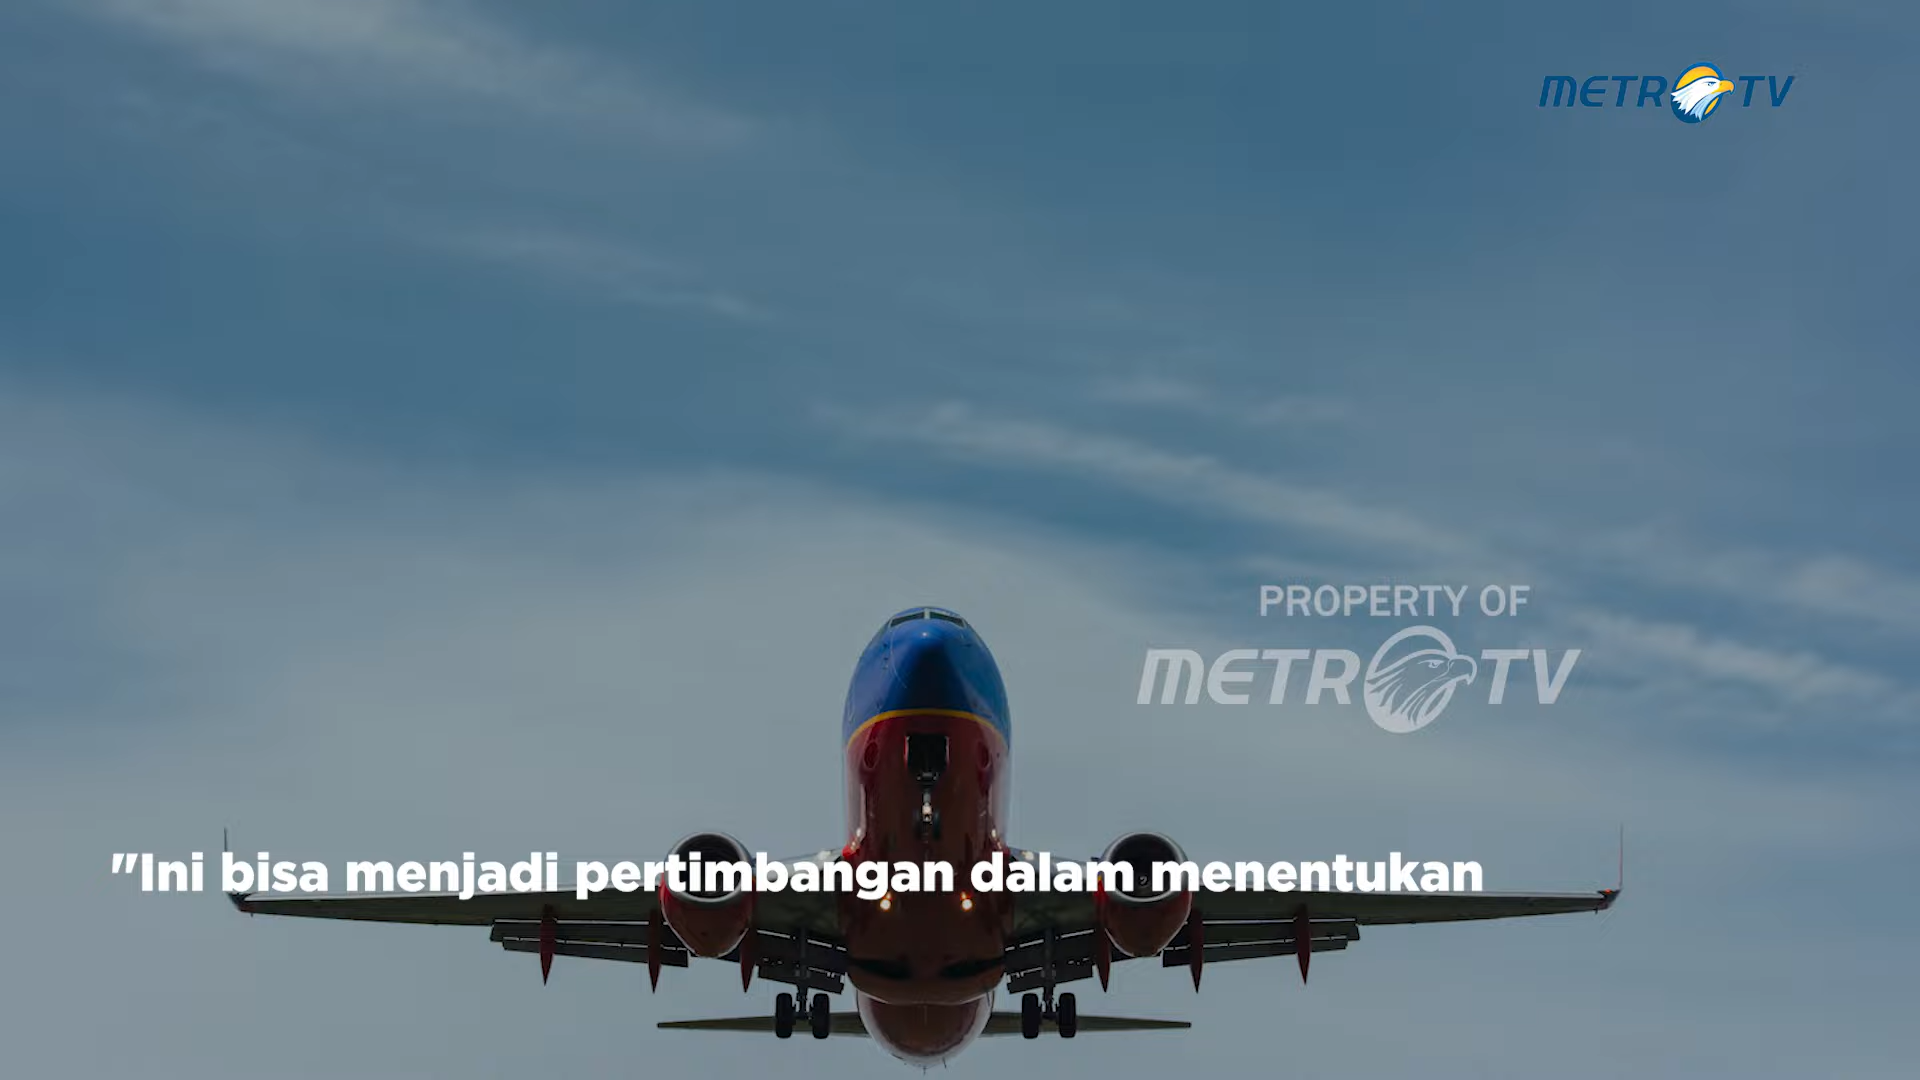 METRO TV
PROPERTY OF
METRO TV
"Ini bisa menjadi pertimbangan dalam menentukan